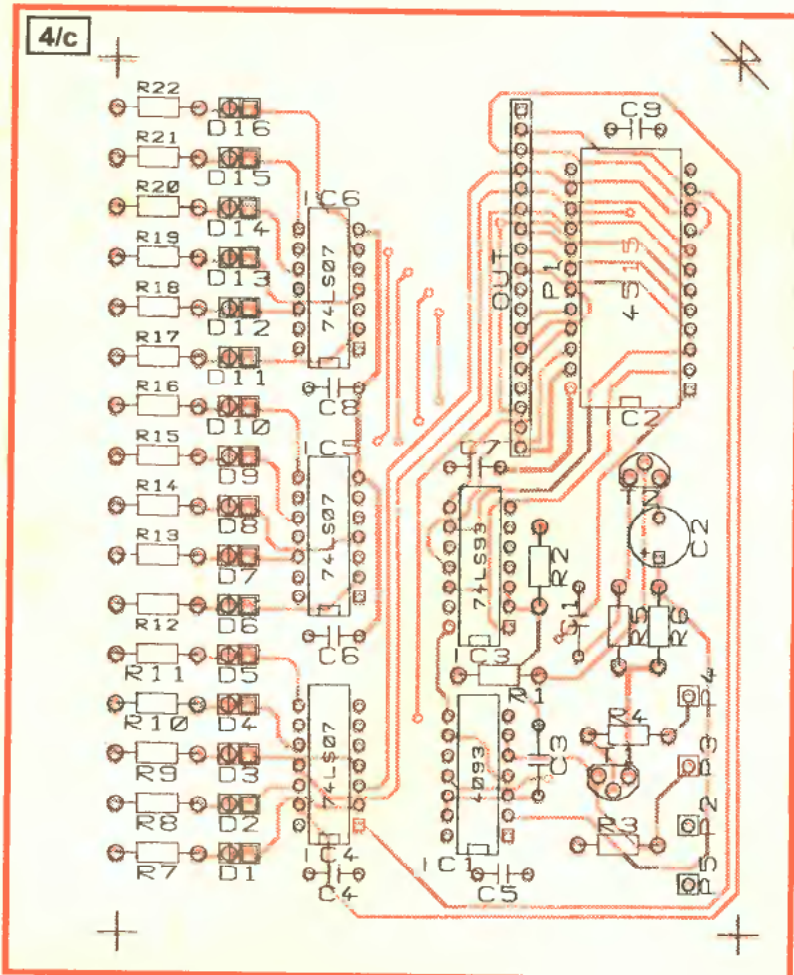 4/c
R22
D16
C9
R21
D15
R20
D14
IC6
R19
D13
R18
D12
74LS07
OUT
P1
4515
R17
D11
R16
D10
C8
IC2
R15
D9
IC5
C7
R14
D8
74LS07
C2
R13
D7
74LS93
R2
C1
R12
D6
R5
R6
R11
D5
C6
IC3
R1
P4
R10
D4
R4
P3
R9
D3
74LS07
4093
C3
R8
D2
R3
P2
R7
D1
IC4
C4
IC1
C5
P5